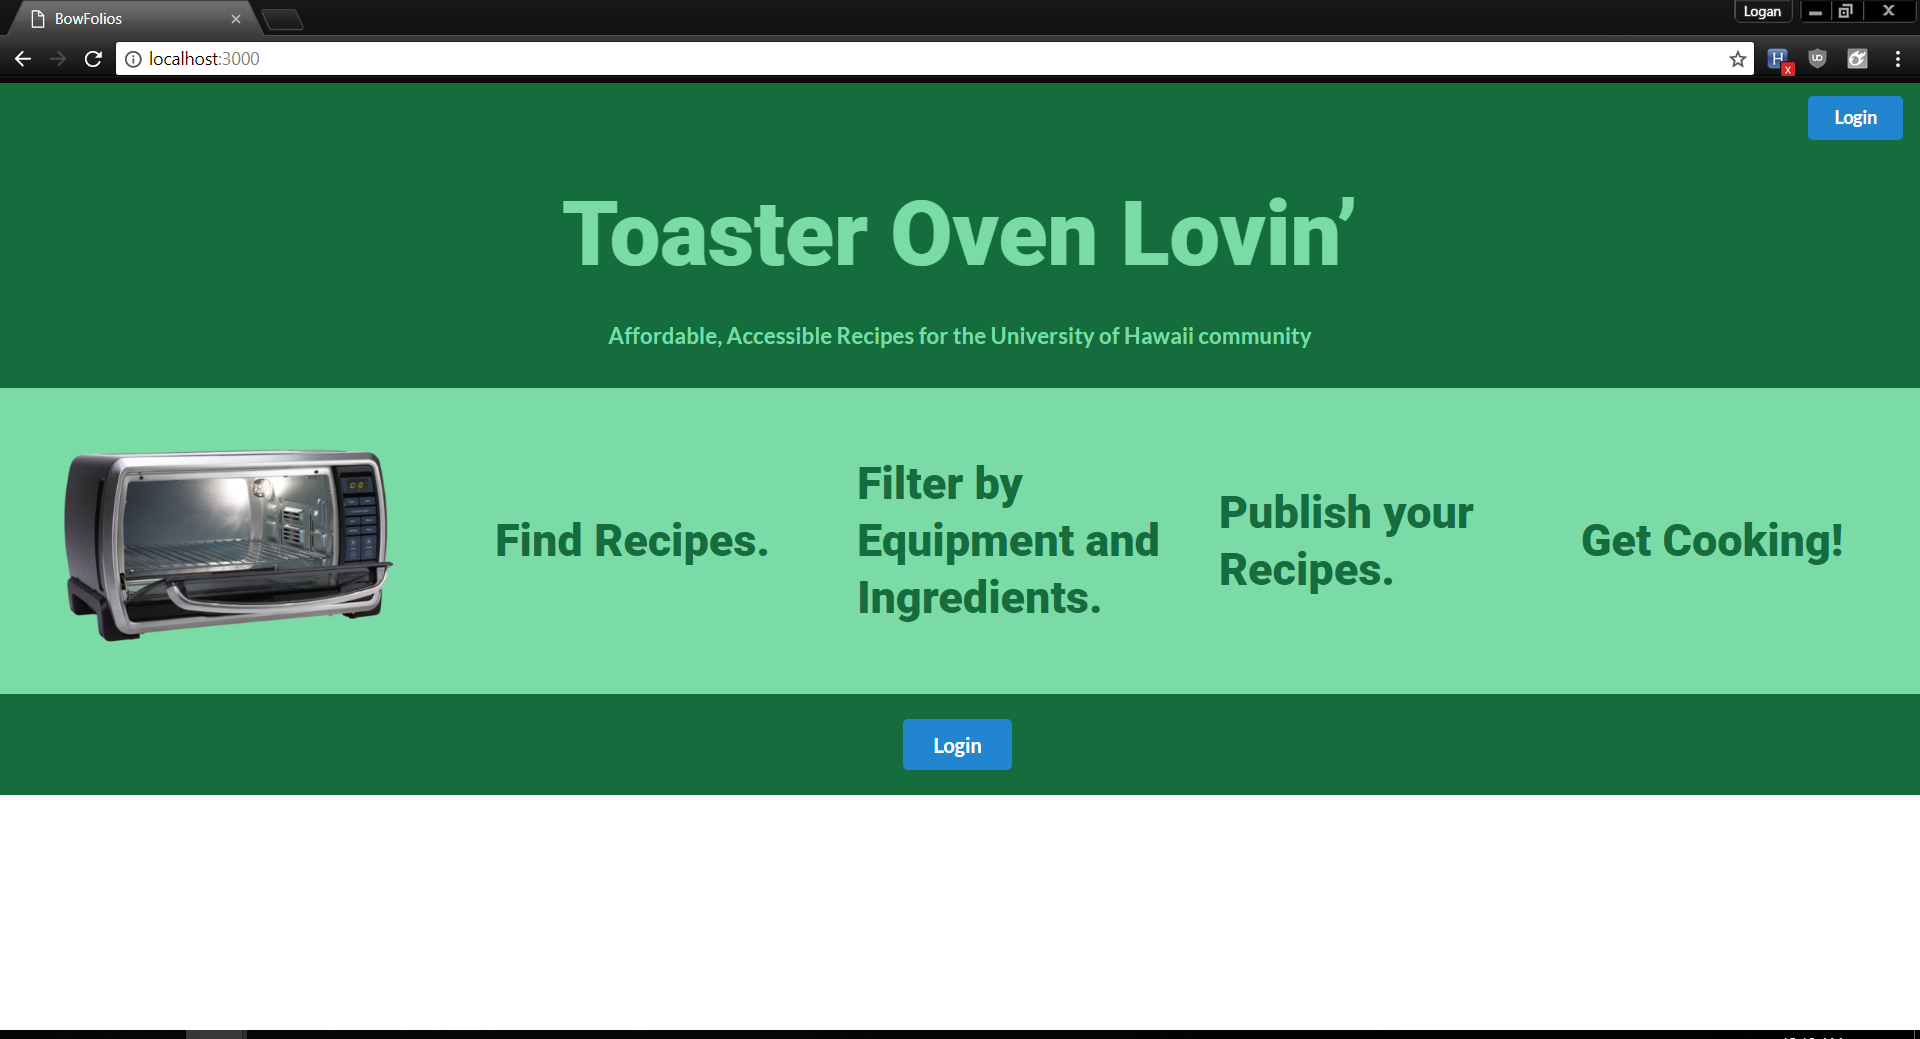 BowFolios
Logan
localhost:3000
Login
Toaster Oven Lovin’
Affordable, Accessible Recipes for the University of Hawaii community
Find Recipes.
Filter by
Equipment and
Ingredients.
Publish your
Recipes.
Get Cooking!
Login